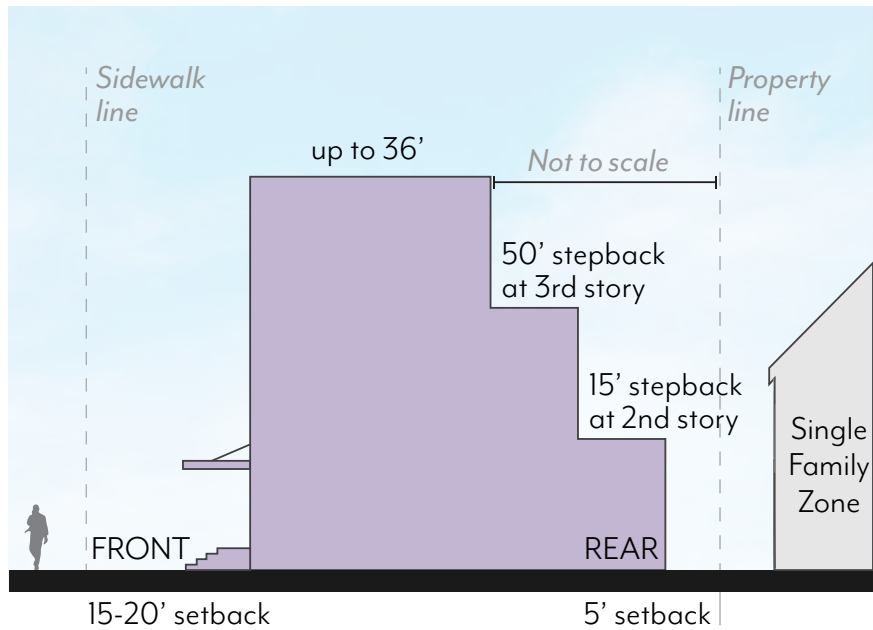 Sidewalk
line
Property
line
up to 36’
Not to scale
50’ stepback
at 3rd story
15’ stepback
at 2nd story
Single
Family
Zone
FRONT
REAR
15-20’ setback
5’ setback